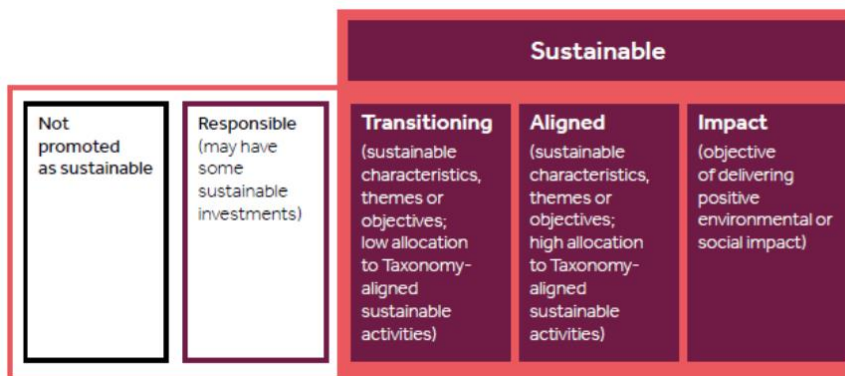 Sustainable
Not
promoted
as sustainable
Responsible
(may have
some
sustainable
investments)
Transitioning
(sustainable
characteristics,
themes or
objectives;
low allocation
to Taxonomy-
aligned
sustainable
activities)
Aligned
(sustainable
characteristics,
themes or
objectives;
high allocation
to Taxonomy-
aligned
sustainable
activities)
Impact
(objective
of delivering
positive
environmental or
social impact)